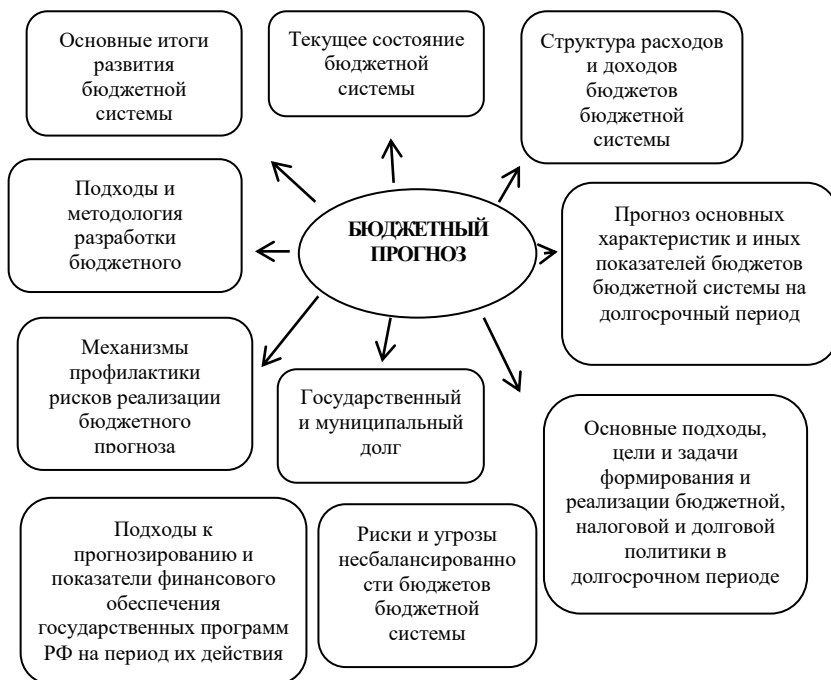 Основные итоги
развития
бюджетной
системы
Текущее состояние
бюджетной
системы
Структура расходов
и доходов
бюджетов
бюджетной
системы
Подходы и
методология
разработки
бюджетного
БЮДЖЕТНЫЙ
ПРОГНОЗ
Прогноз основных
характеристик и иных
показателей бюджетов
бюджетной системы на
долгосрочный период
Механизмы
профилактики
рисков реализации
бюджетного
прогноза
Государственный
и муниципальный
долг
Основные подходы,
цели и задачи
формирования и
реализации бюджетной,
налоговой и долговой
политики в
долгосрочном периоде
Подходы к
прогнозированию и
показатели финансового
обеспечения
государственных программ
РФ на период их действия
Риски и угрозы
несбалансированно
сти бюджетов
бюджетной
системы